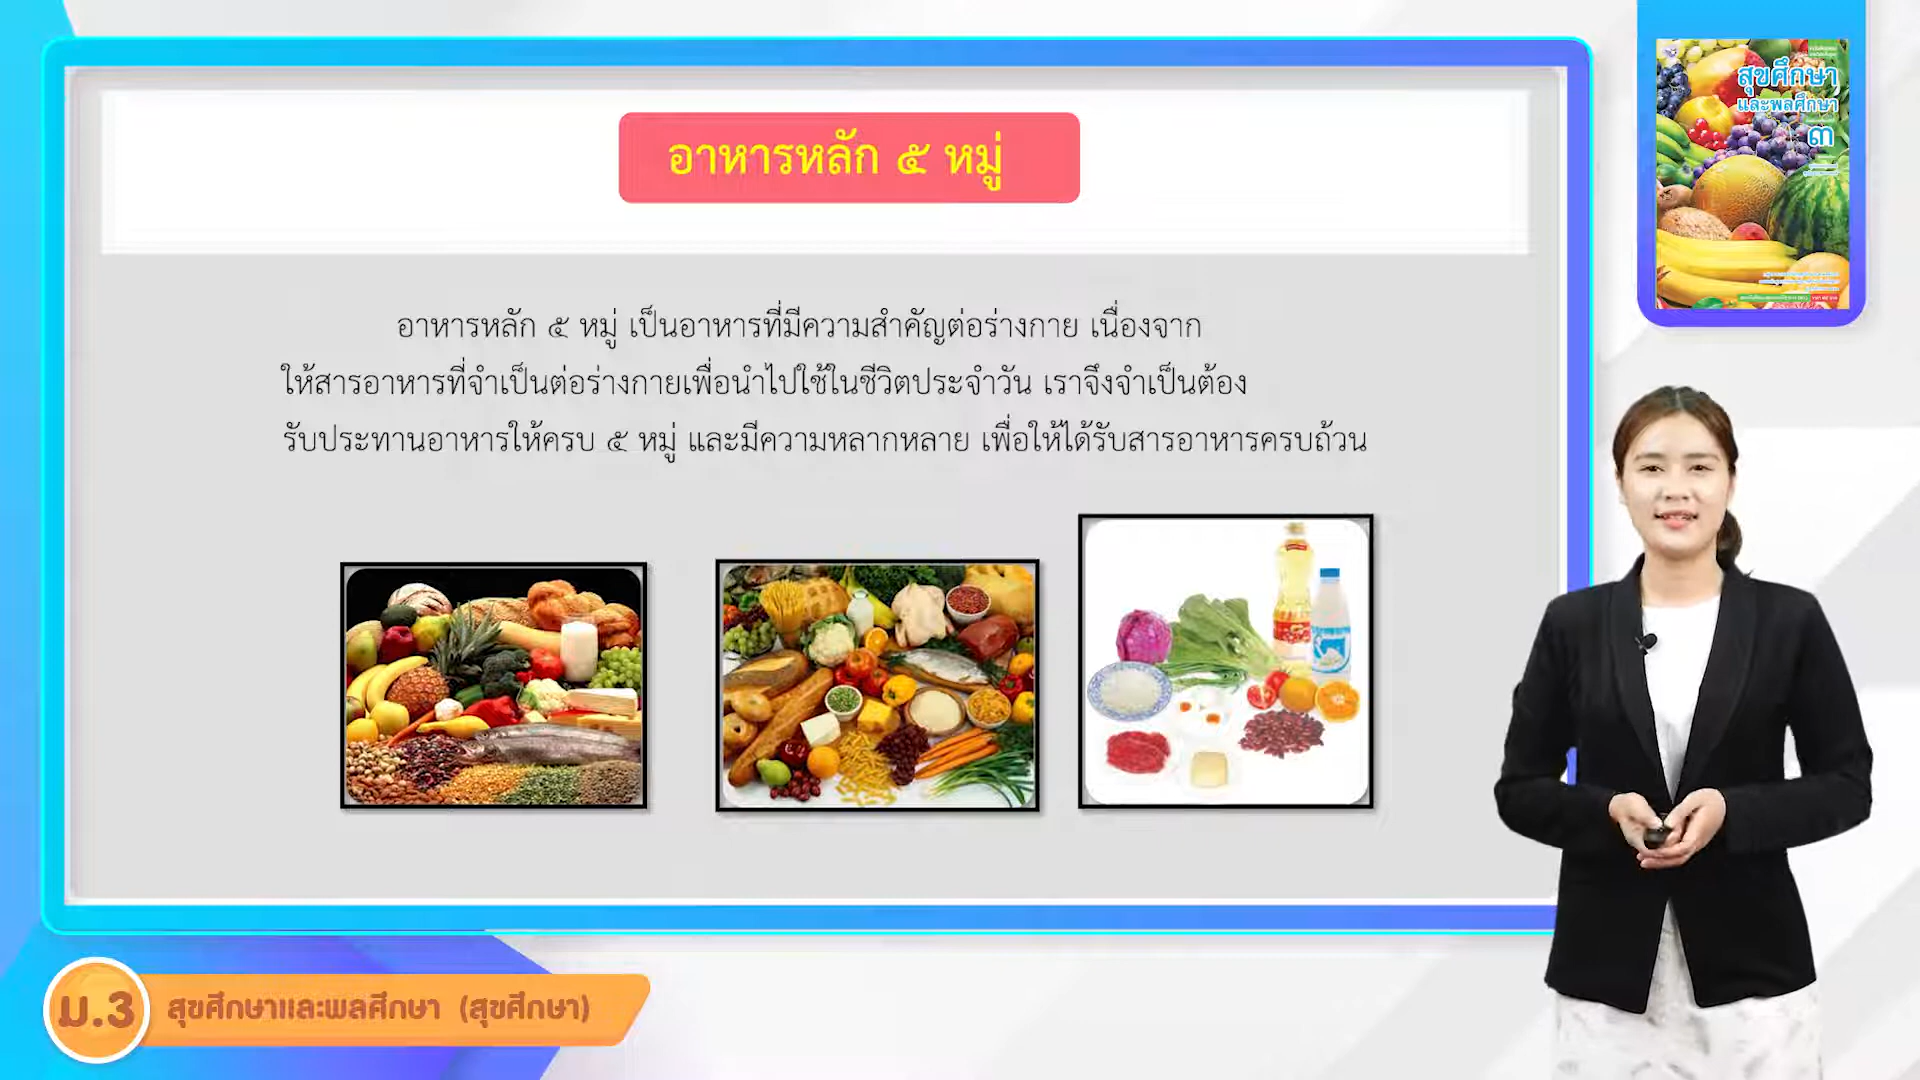 อาหารหลัก ๕ หมู่
อาหารหลัก ๕ หมู่ เป็นอาหารที่มีความสำคัญต่อร่างกาย เนื่องจาก
ให้สารอาหารที่จำเป็นต่อร่างกายเพื่อนำไปใช้ในชีวิตประจำวัน เราจึงจำเป็นต้อง
รับประทานอาหารให้ครบ ๕ หมู่ และมีความหลากหลาย เพื่อให้ได้รับสารอาหารครบถ้วน
สุขศึกษา
และพลศึกษา
๓
ม.3 สุขศึกษาและพลศึกษา (สุขศึกษา)